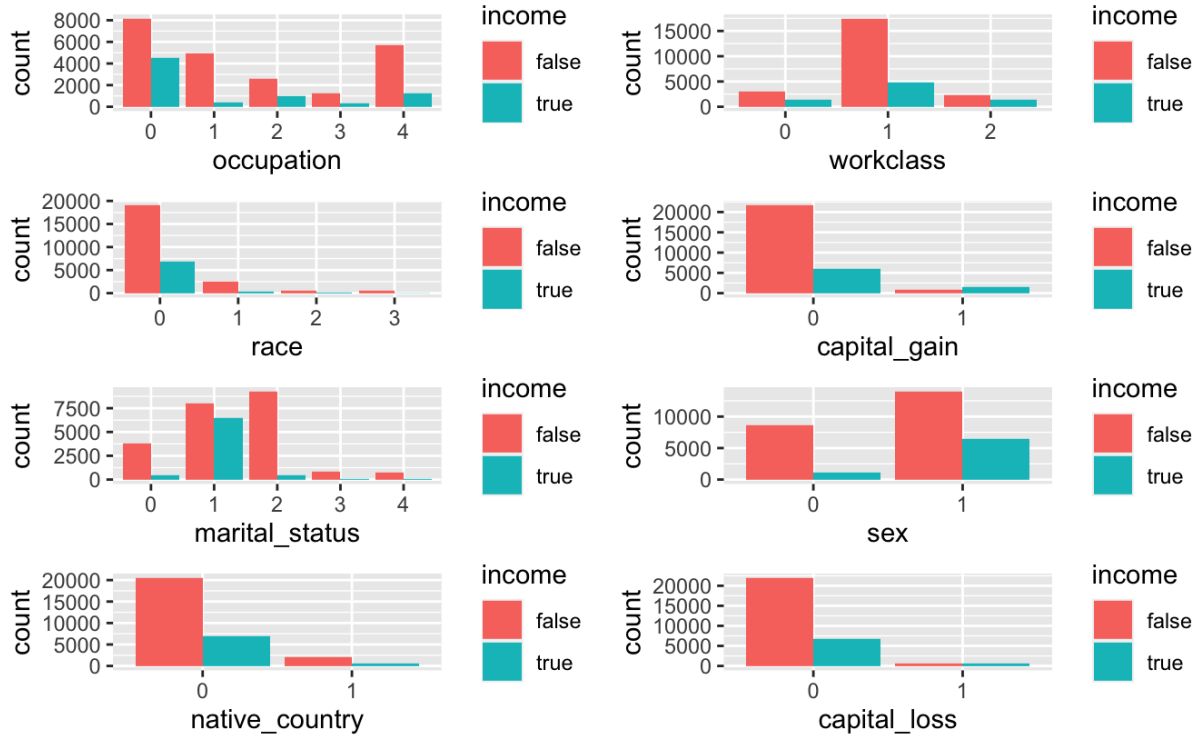 income
count
8000
6000
4000
2000
0
false
true
0 1 2 3 4
occupation
income
count
15000
10000
5000
0
false
true
0 1 2
workclass
income
count
20000
15000
10000
5000
0
false
true
0 1 2 3
race
income
count
20000
15000
10000
5000
0
false
true
0 1
capital_gain
income
count
7500
5000
2500
0
false
true
0 1 2 3 4
marital_status
income
count
10000
5000
0
false
true
0 1
sex
income
count
20000
15000
10000
5000
0
false
true
0 1
native_country
income
count
20000
15000
10000
5000
0
false
true
0 1
capital_loss